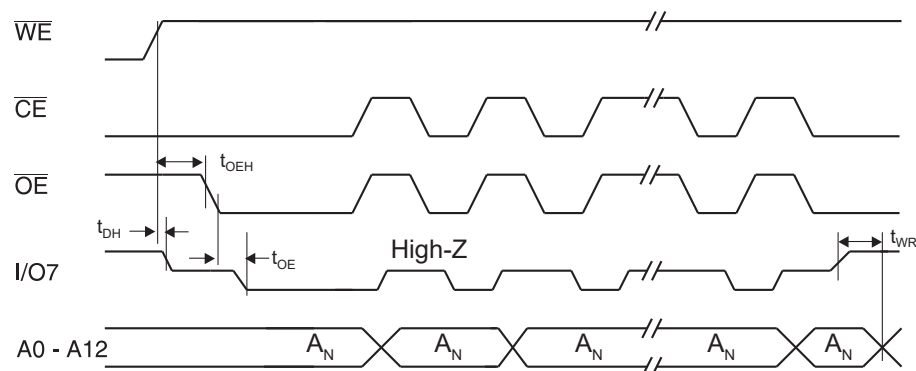 WE
CE
t_OEH
OE
t_DH
t_OE
High-Z
t_WR
I/O7
A0 - A12
A_N
A_N
A_N
A_N
A_N